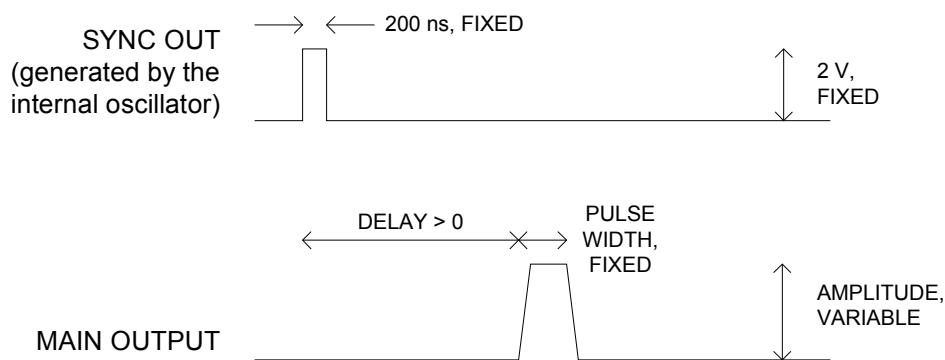 SYNC OUT
(generated by the
internal oscillator)
200 ns, FIXED
2 V,
FIXED
DELAY > 0
PULSE
WIDTH,
FIXED
MAIN OUTPUT
AMPLITUDE,
VARIABLE